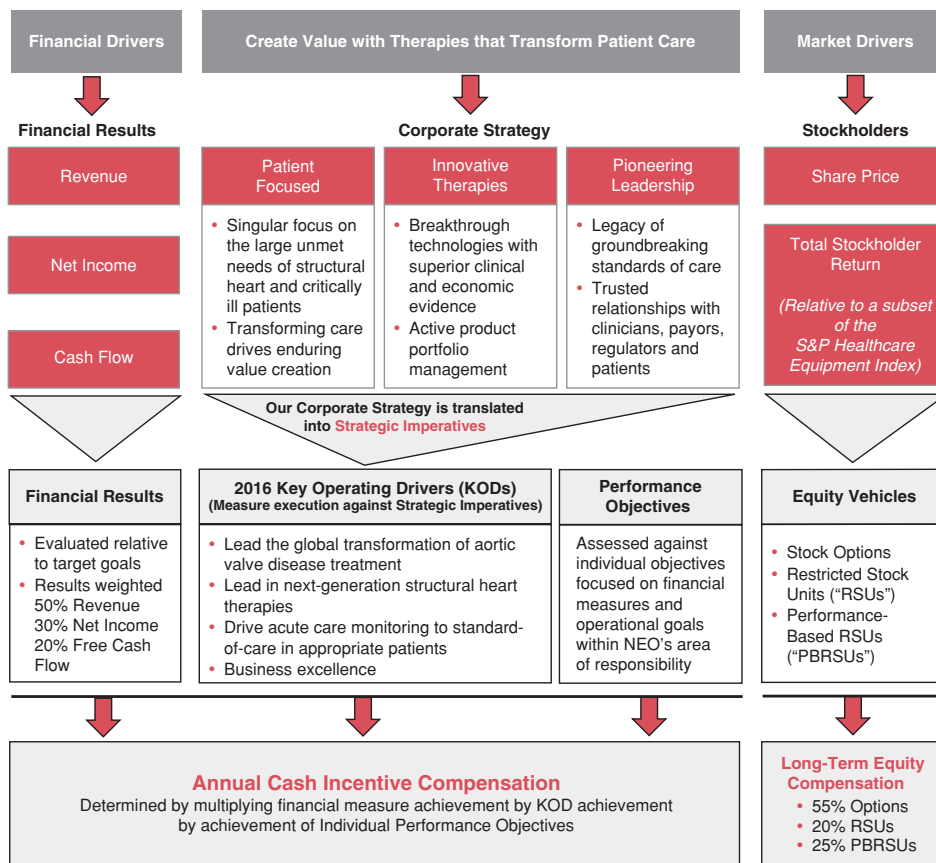 Financial Drivers
Create Value with Therapies that Transform Patient Care
Market Drivers
Financial Results
Corporate Strategy
Stockholders
Revenue
Net Income
Cash Flow
Patient
Focused
• Singular focus on
the large unmet
needs of structural
heart and critically
ill patients
• Transforming care
drives enduring
value creation
Innovative
Therapies
• Breakthrough
technologies with
superior clinical
and economic
evidence
• Active product
portfolio
management
Pioneering
Leadership
• Legacy of
groundbreaking
standards of care
• Trusted
relationships with
clinicians, payors,
regulators and
patients
Share Price
Total Stockholder
Return
(Relative to a subset
of the
S&P Healthcare
Equipment Index)
Our Corporate Strategy is translated
into Strategic Imperatives
Financial Results
• Evaluated relative
to target goals
• Results weighted
50% Revenue
30% Net Income
20% Free Cash
Flow
2016 Key Operating Drivers (KODs)
(Measure execution against Strategic Imperatives)
• Lead the global transformation of aortic
valve disease treatment
• Lead in next-generation structural heart
therapies
• Drive acute care monitoring to standard-
of-care in appropriate patients
• Business excellence
Performance
Objectives
Assessed against
individual objectives
focused on financial
measures and
operational goals
within NEO’s area
of responsibility
Equity Vehicles
• Stock Options
• Restricted Stock
Units (“RSUs”)
• Performance-
Based RSUs
(“PBRSUs”)
Annual Cash Incentive Compensation
Determined by multiplying financial measure achievement by KOD achievement
by achievement of Individual Performance Objectives
Long-Term Equity
Compensation
• 55% Options
• 20% RSUs
• 25% PBRSUs